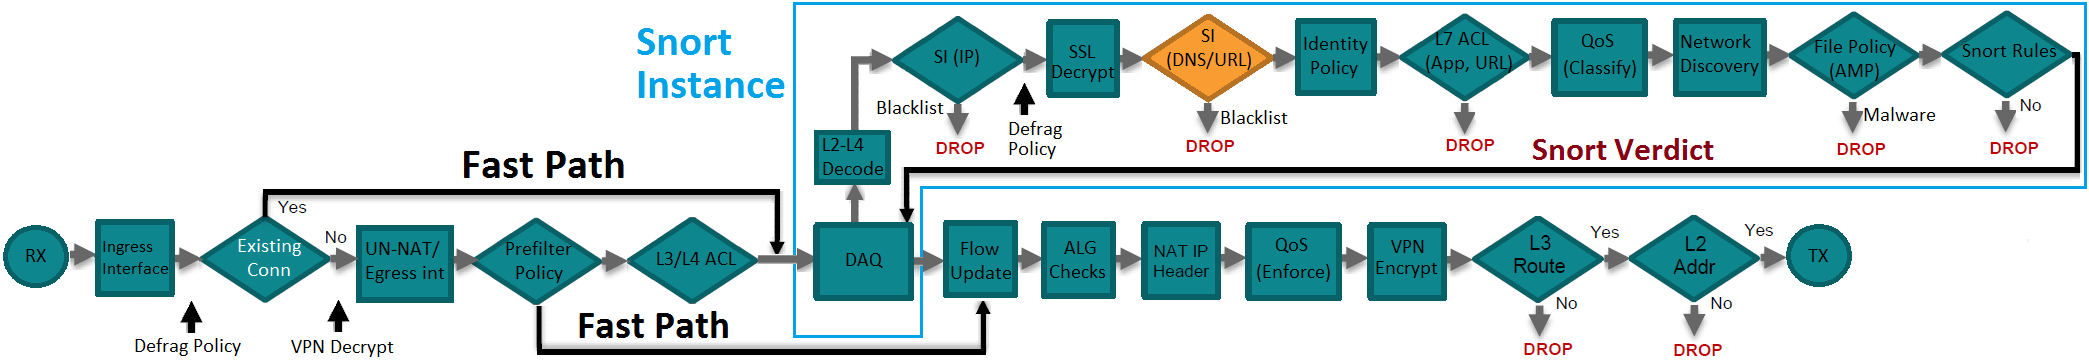 Snort
Instance
SI (IP)
Blacklist
DROP
Defrag
Policy
SSL
Decrypt
SI
(DNS/URL)
Blacklist
DROP
Identity
Policy
L7 ACL
(App, URL)
DROP
QoS
(Classify)
Network
Discovery
File Policy
(AMP)
Malware
DROP
Snort Rules
No
DROP
L2-L4
Decode
Snort Verdict
Fast Path
Yes
RX
Ingress
Interface
Defrag Policy
Existing
Conn
No
VPN Decrypt
UN-NAT/
Egress int
Prefilter
Policy
Fast Path
L3/L4 ACL
DAQ
Flow
Update
ALG
Checks
NAT IP
Header
QoS
(Enforce)
VPN
Encrypt
L3
Route
Yes
No
DROP
L2
Addr
Yes
No
DROP
TX